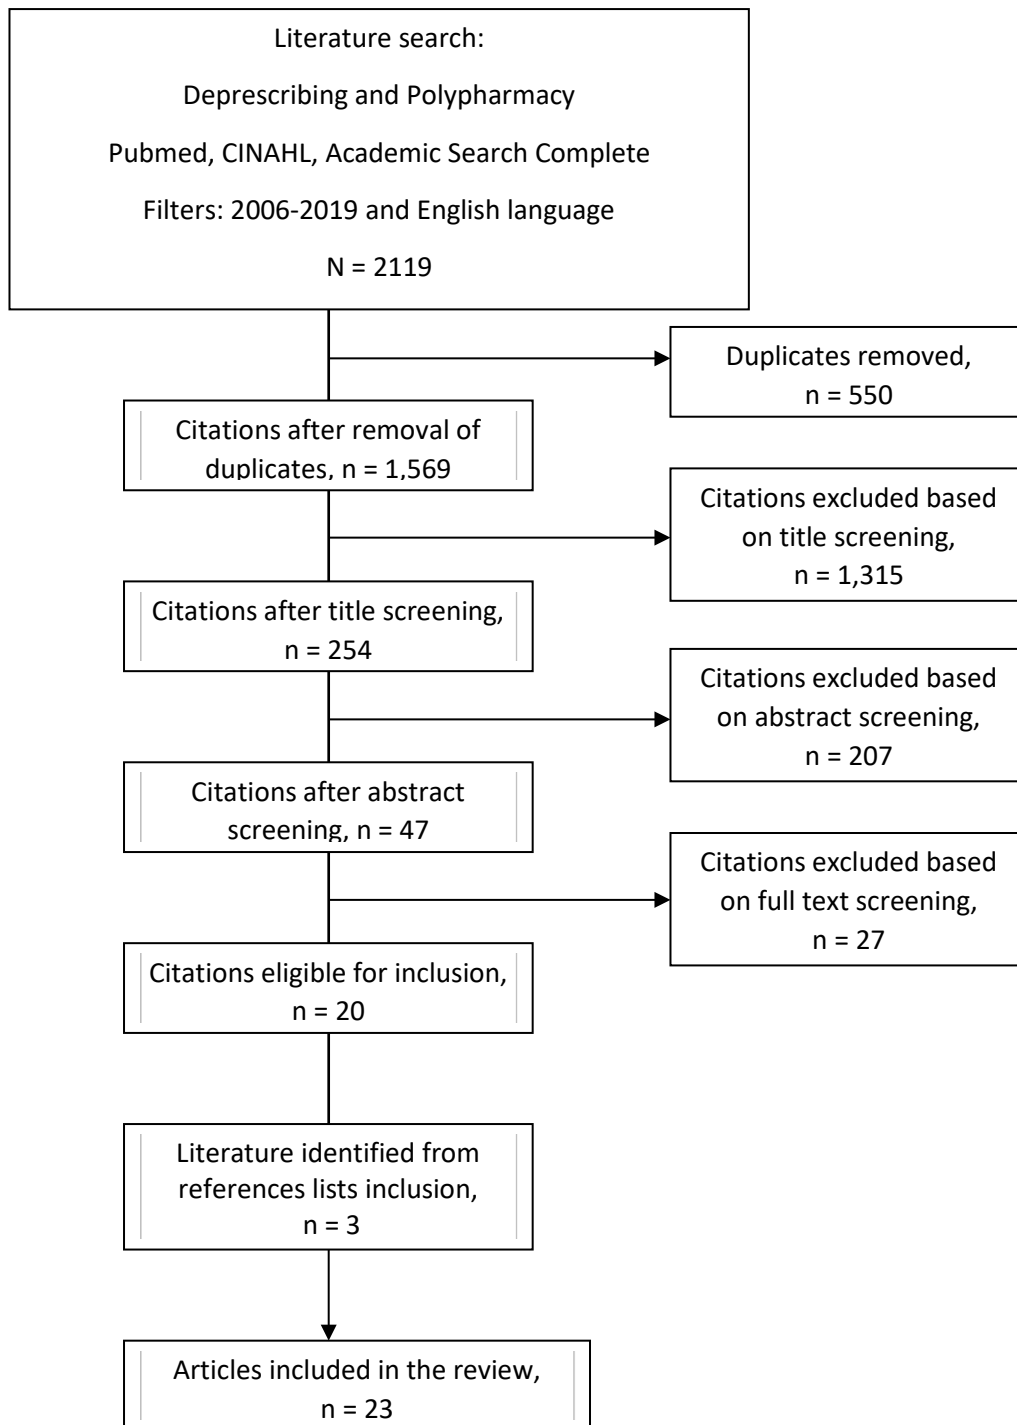 Literature search:
Deprescribing and Polypharmacy
Pubmed, CINAHL, Academic Search Complete
Filters: 2006-2019 and English language
N = 2119
Duplicates removed,
n = 550
Citations after removal of
duplicates, n = 1,569
Citations excluded based
on title screening,
n = 1,315
Citations after title screening,
n = 254
Citations excluded based
on abstract screening,
n = 207
Citations after abstract
screening, n = 47
Citations excluded based
on full text screening,
n = 27
Citations eligible for inclusion,
n = 20
Literature identified from
references lists inclusion,
n = 3
Articles included in the review,
n = 23